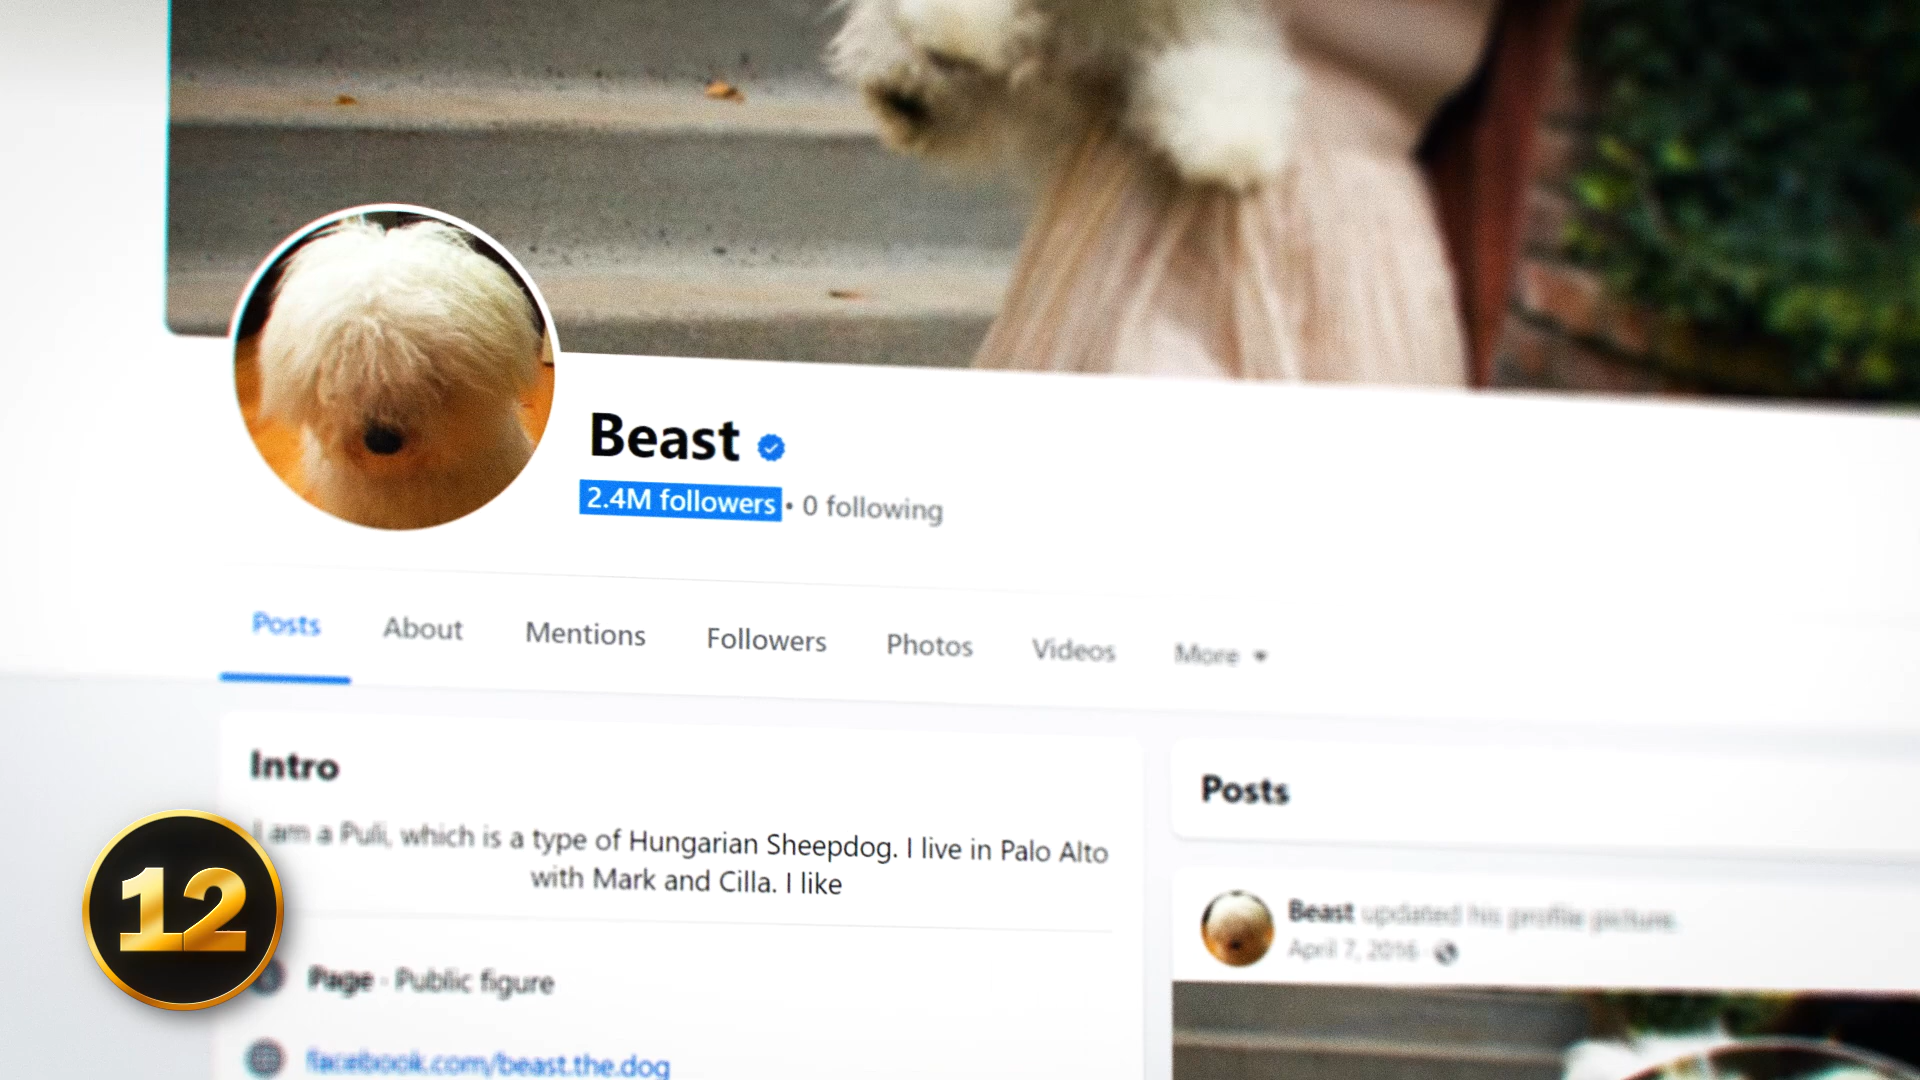 Beast
2.4M followers • 0 following
Posts About Mentions Followers Photos Videos More
Intro
I am a Puli, which is a type of Hungarian Sheepdog. I live in Palo Alto
with Mark and Cilla. I like
Page · Public figure
facebook.com/beast.the.dog
Posts
Beast updated his profile picture.
April 7, 2016
12